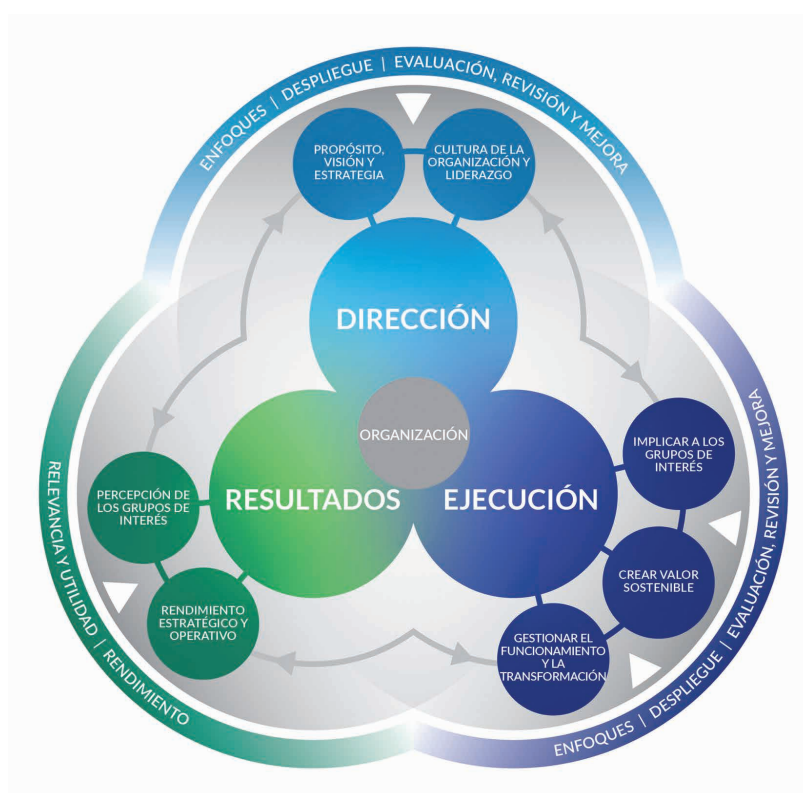 ENFOQUES | DESPLIEGUE | EVALUACIÓN, REVISIÓN Y MEJORA
PROPÓSITO,
VISIÓN Y
ESTRATEGIA
CULTURA DE LA
ORGANIZACIÓN Y
LIDERAZGO
DIRECCIÓN
ORGANIZACIÓN
RESULTADOS
EJECUCIÓN
IMPLICAR A LOS
GRUPOS DE
INTERÉS
CREAR VALOR
SOSTENIBLE
GESTIONAR EL
FUNCIONAMIENTO
Y LA
TRANSFORMACIÓN
ENFOQUES | DESPLIEGUE | EVALUACIÓN, REVISIÓN Y MEJORA
PERCEPCIÓN DE
LOS GRUPOS DE
INTERÉS
RENDIMIENTO
ESTRATÉGICO Y
OPERATIVO
RELEVANCIA Y UTILIDAD | RENDIMIENTO